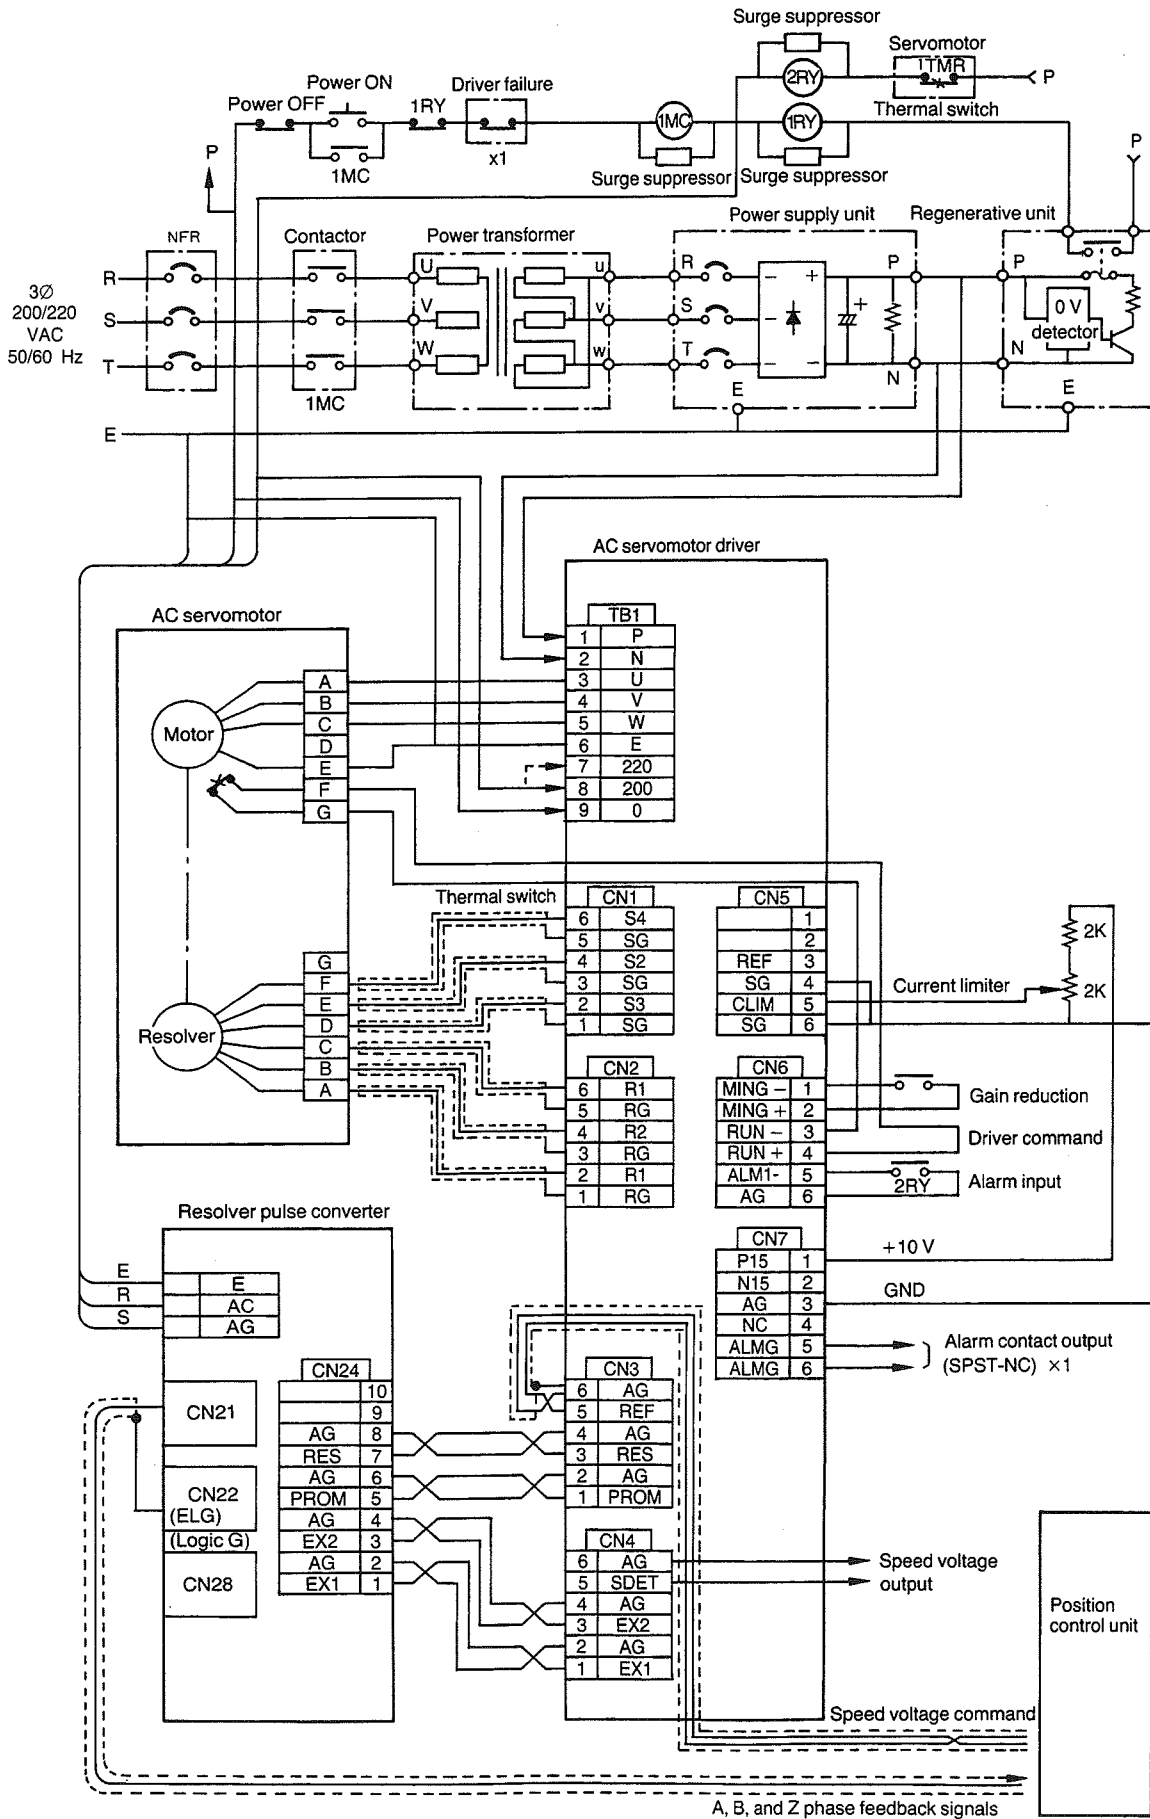 Surge suppressor
2RY
Servomotor
1TMR
P
Thermal switch
Power OFF
Power ON
1MC
1RY
Driver failure
x1
1MC
Surge suppressor
1RY
Surge suppressor
P
P
3Ø
200/220
VAC
50/60 Hz
R
S
T
E
NFR
Contactor
1MC
Power transformer
U
V
W
u
v
w
Power supply unit
R
S
T
E
+
+
P
N
Regenerative unit
P
N
0 V
detector
E
AC servomotor driver
AC servomotor
Motor
A
B
C
D
E
F
G
TB1
1 P
2 N
3 U
4 V
5 W
6 E
7 220
8 200
9 0
Thermal switch
Resolver
G
F
E
D
C
B
A
CN1
6 S4
5 SG
4 S2
3 SG
2 S3
1 SG
CN2
6 R1
5 RG
4 R2
3 RG
2 R1
1 RG
CN5
1
2
REF 3
SG 4
CLIM 5
SG 6
Current limiter
2K
2K
CN6
MING − 1
MING + 2
RUN − 3
RUN + 4
ALM1- 5
AG 6
Gain reduction
Driver command
2RY
Alarm input
CN7
P15 1
N15 2
AG 3
NC 4
ALMG 5
ALMG 6
+10 V
GND
Alarm contact output
(SPST-NC) ×1
Resolver pulse converter
E
R
S
E
AC
AG
CN21
CN22
(ELG)
(Logic G)
CN28
CN24
10
9
AG 8
RES 7
AG 6
PROM 5
AG 4
EX2 3
AG 2
EX1 1
CN3
6 AG
5 REF
4 AG
3 RES
2 AG
1 PROM
CN4
6 AG
5 SDET
4 AG
3 EX2
2 AG
1 EX1
Speed voltage
output
Position
control unit
Speed voltage command
A, B, and Z phase feedback signals